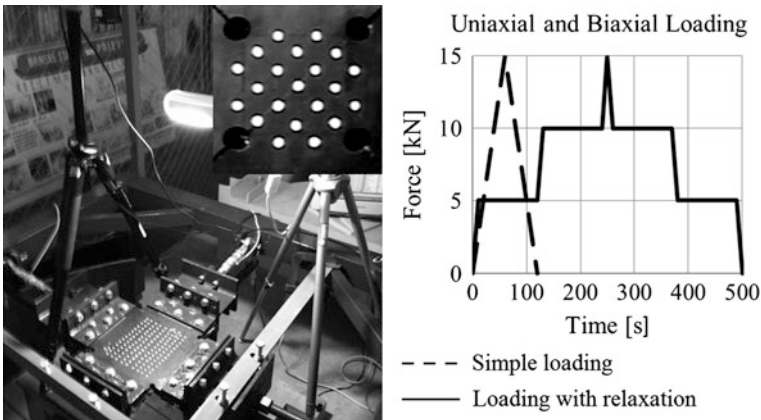 Uniaxial and Biaxial Loading
Force [kN]
15
10
5
0
0 100 200 300 400 500
Time [s]
Simple loading
Loading with relaxation